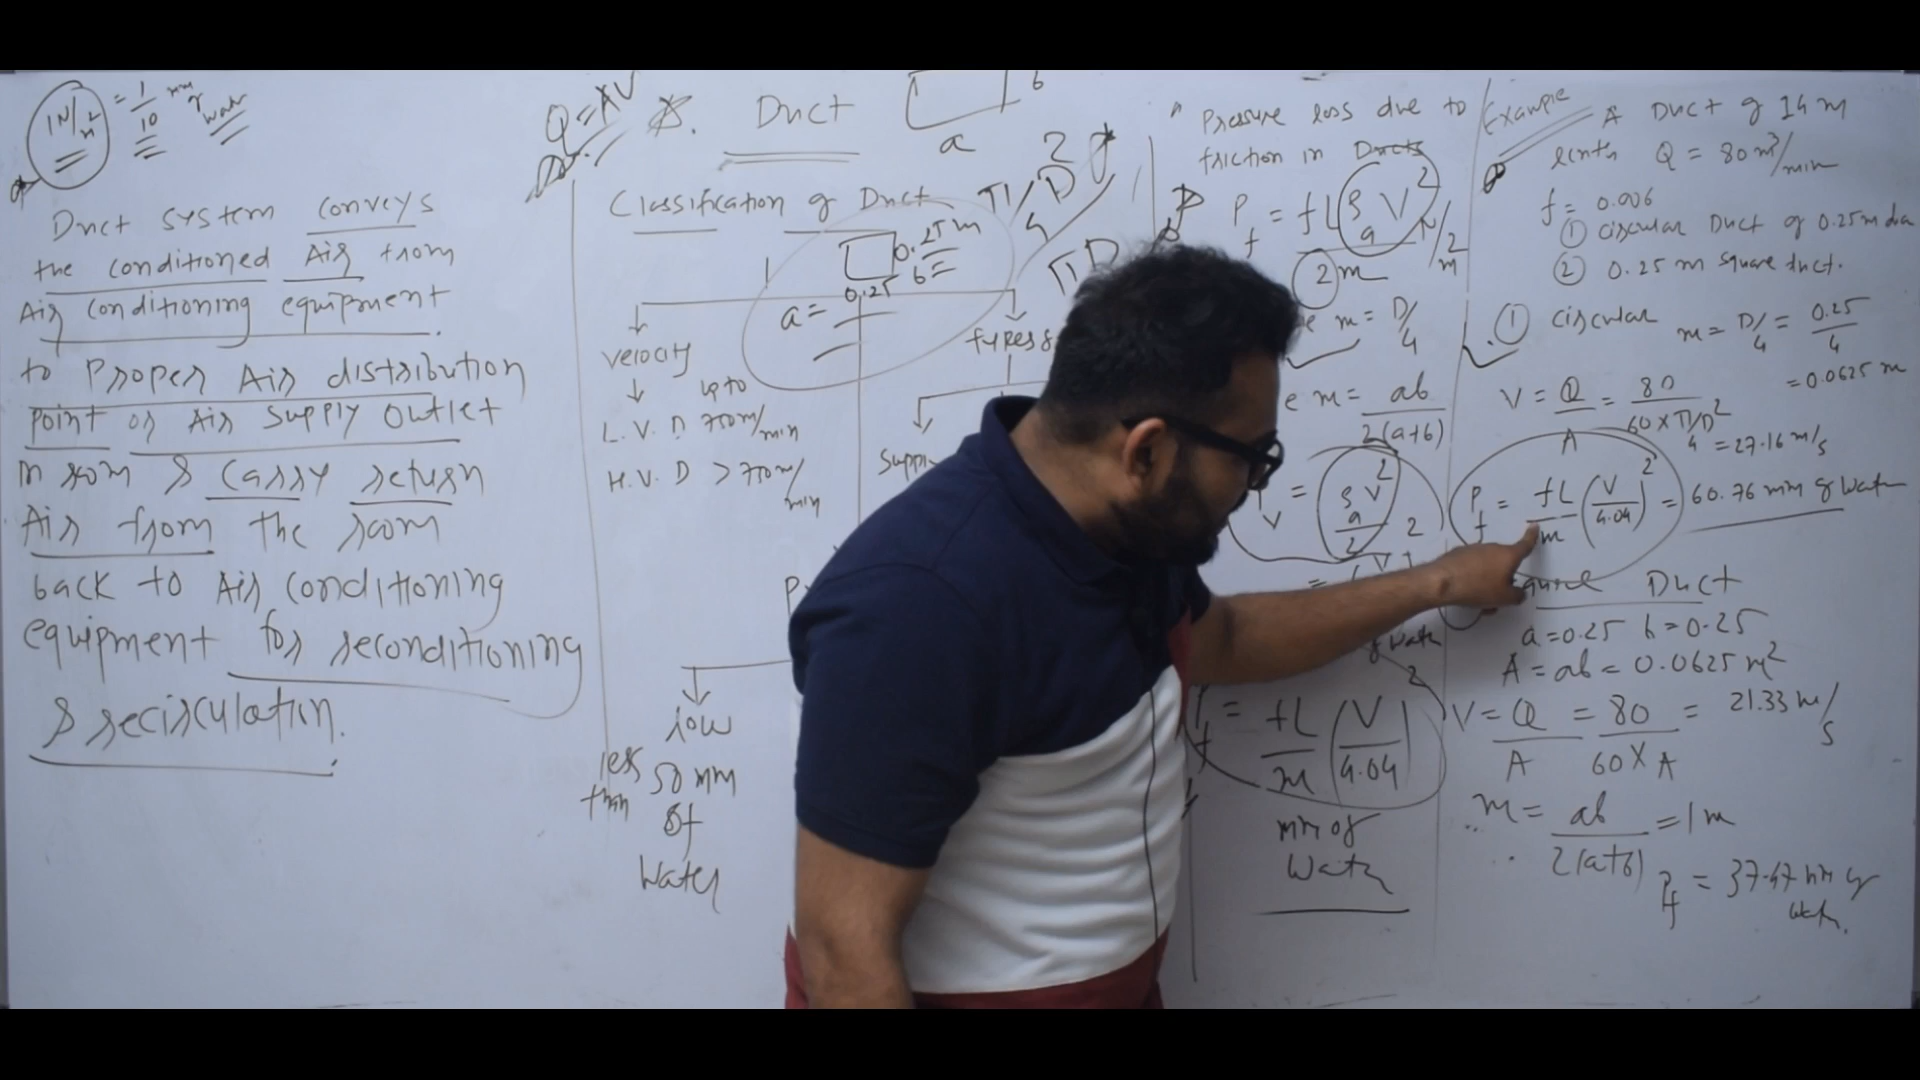 1N/m² = 1/10 mm of water
Duct system conveys
the conditioned Air from
Air conditioning equipment
to Proper Air distribution
point or Air supply outlet
in room & carry return
Air from the room
back to Air conditioning
equipment for reconditioning
& recirculation.
Q=AV
Duct
a
b
Classification of Duct
π/4 D²
πD
0.25m
b=
0.25
a=
velocity
upto
L.V.D 750m/min
H.V.D > 750m/min
types
Supply
low
less than 50 mm
of
Water
Pressure loss due to
friction in Ducts
Pf = fLρaV²/2m N/m²
m = D/4
m = ab/2(a+b)
= ρaV²/2
of Water
= fL/m (V/4.04)²
mm of
Water
Example A Duct of 14 m
lenth Q = 80 m³/min
f = 0.006
① circular Duct of 0.25m dia
② 0.25 m square duct.
① circular m = D/4 = 0.25/4
= 0.0625 m
V = Q/A = 80/60×π/4D²
= 27.16 m/s
Pf = fL/m (V/4.04)² = 60.76 mm of Water
Duct
a=0.25 b=0.25
A = ab = 0.0625 m²
V = Q/A = 80/60×A = 21.33 m/s
m = ab/2(a+b) = 1m
Pf = 37.47 mm of
water.